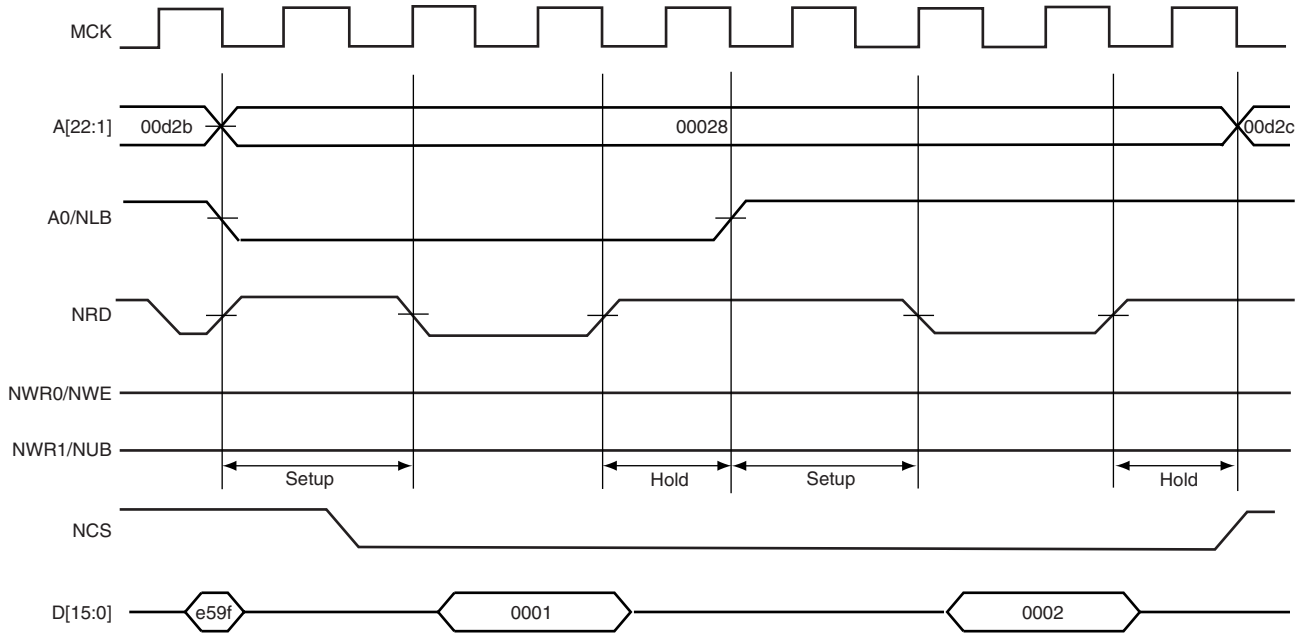 MCK
A[22:1] 00d2b 00028 00d2c
A0/NLB
NRD
NWR0/NWE
NWR1/NUB
Setup Hold Setup Hold
NCS
D[15:0] e59f 0001 0002